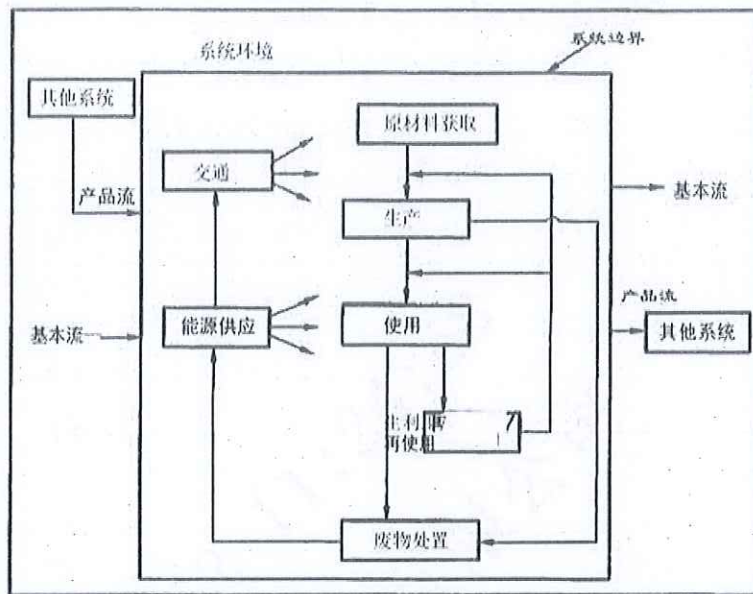 系统环境
系统边界
其他系统
原材料获取
交通
产品流
基本流
生产
产品流
能源供应
使用
基本流
其他系统
再使用
废物处置